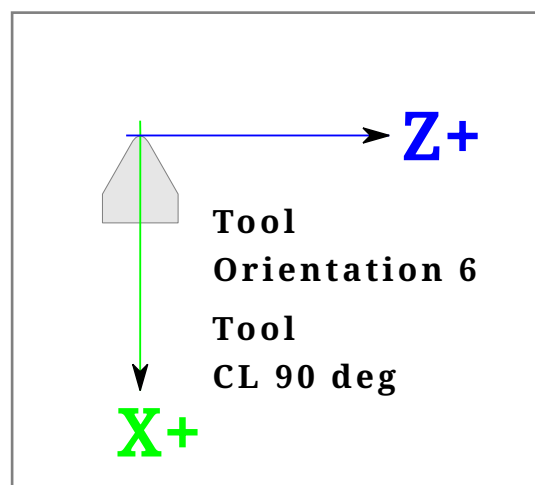 Z+
Tool
Orientation 6
Tool
CL 90 deg
X+